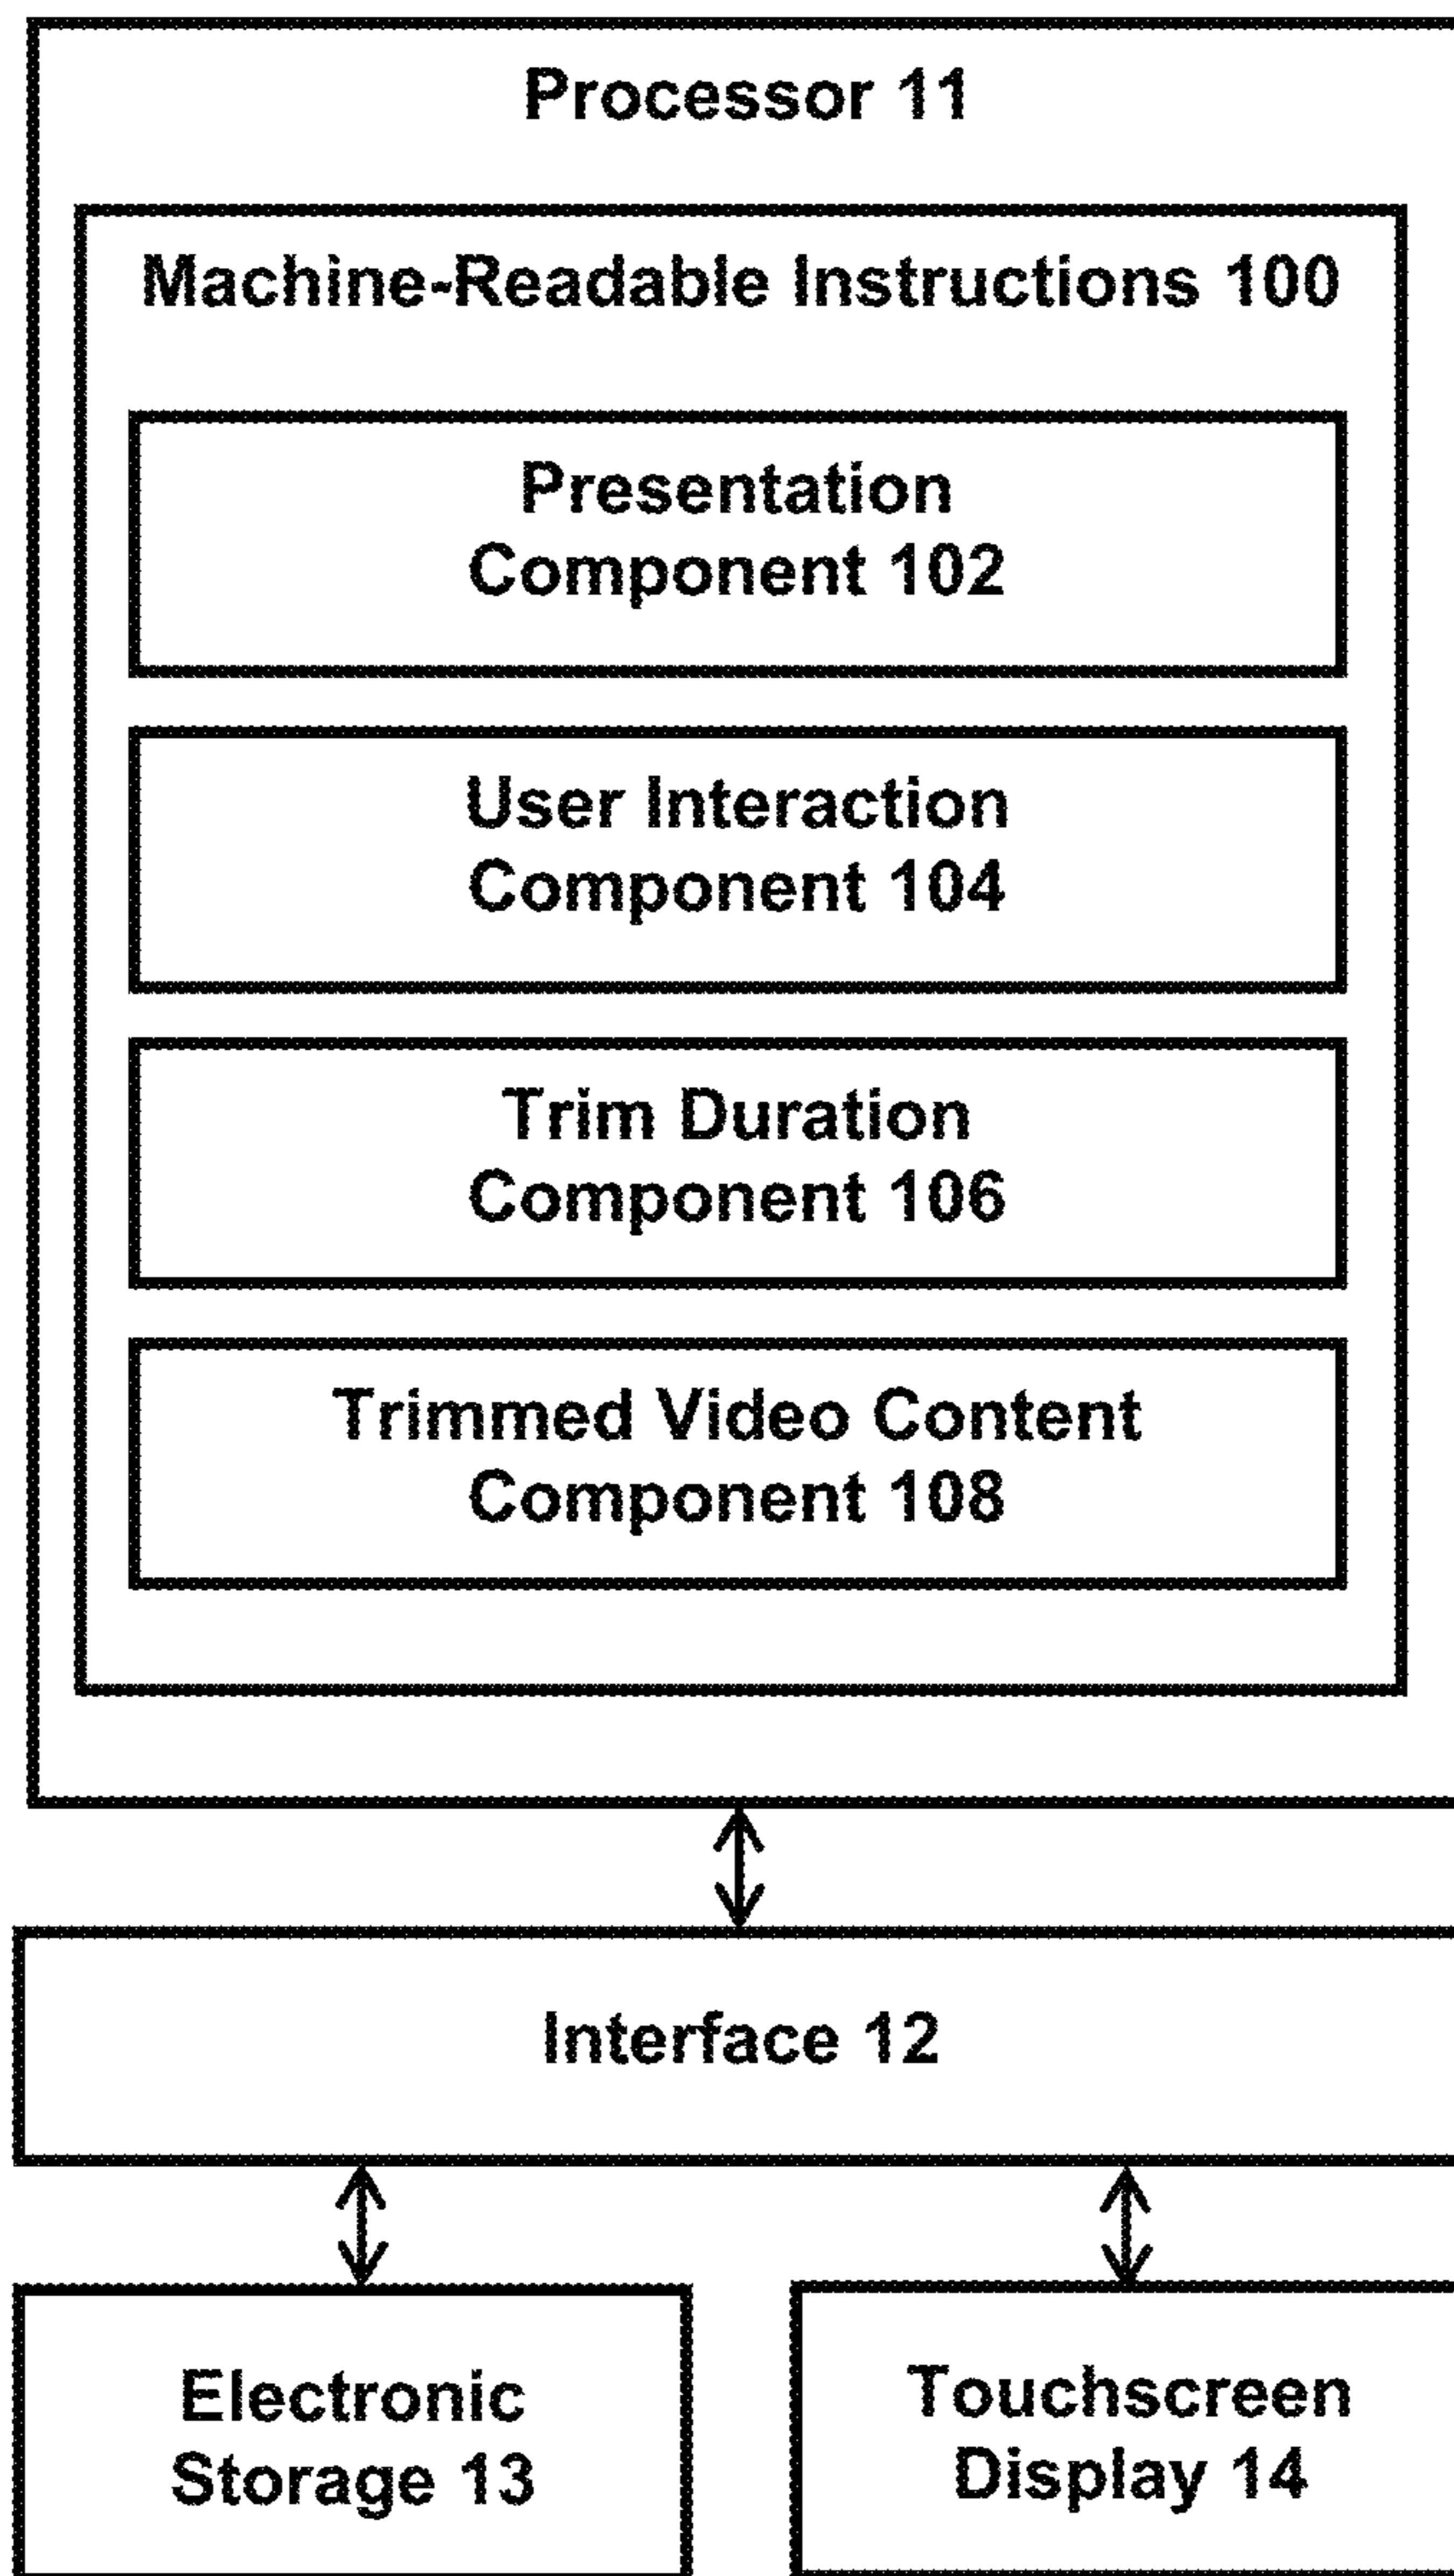 Processor 11
Machine-Readable Instructions 100
Presentation
Component 102
User Interaction
Component 104
Trim Duration
Component 106
Trimmed Video Content
Component 108
Interface 12
Electronic
Storage 13
Touchscreen
Display 14